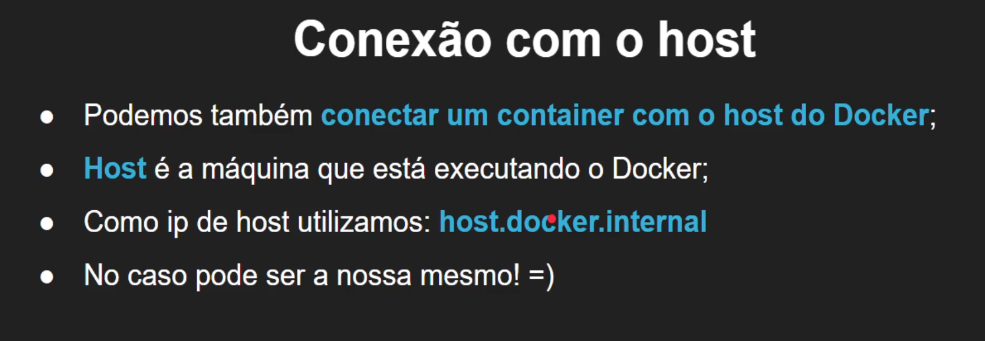 Conexão com o host
● Podemos também conectar um container com o host do Docker;
● Host é a máquina que está executando o Docker;
● Como ip de host utilizamos: host.docker.internal
● No caso pode ser a nossa mesmo! =)